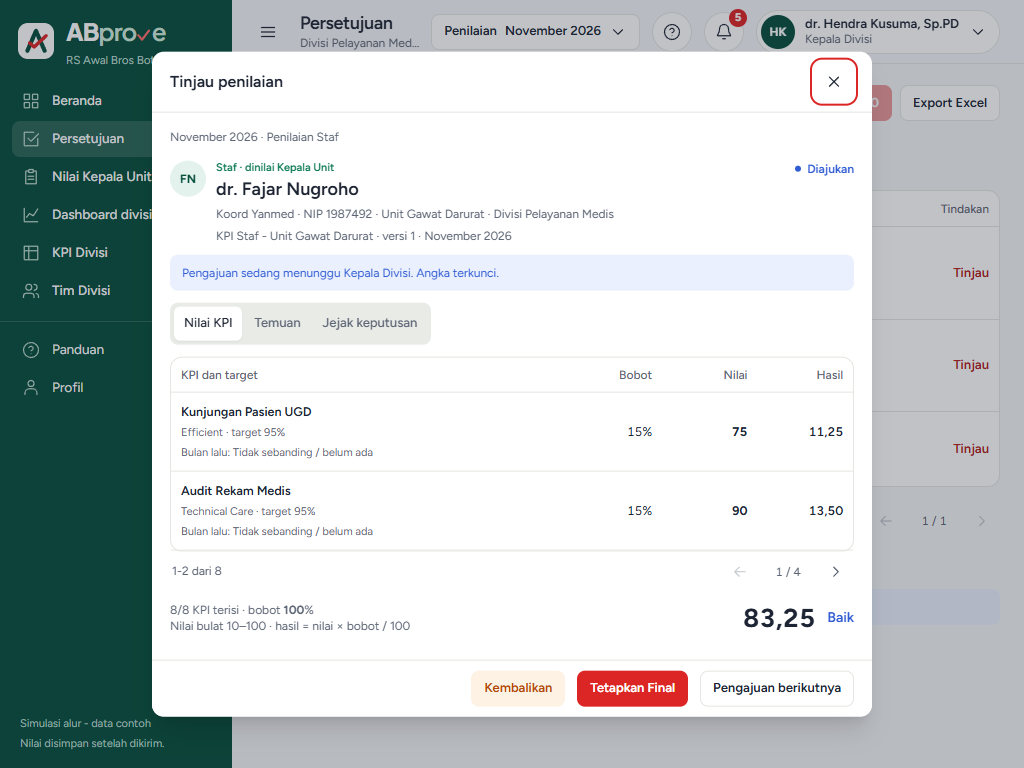 ABprove
RS Awal Bros Bot
Beranda
Persetujuan
Nilai Kepala Unit
Dashboard divisi
KPI Divisi
Tim Divisi
Panduan
Profil
Simulasi alur - data contoh
Nilai disimpan setelah dikirim.
Persetujuan
Divisi Pelayanan Med...
Penilaian November 2026
5
HK
dr. Hendra Kusuma, Sp.PD
Kepala Divisi
Export Excel
Tindakan
Tinjau
Tinjau
Tinjau
1 / 1
Tinjau penilaian
November 2026 · Penilaian Staf
FN
Staf · dinilai Kepala Unit
dr. Fajar Nugroho
Diajukan
Koord Yanmed · NIP 1987492 · Unit Gawat Darurat · Divisi Pelayanan Medis
KPI Staf - Unit Gawat Darurat · versi 1 · November 2026
Pengajuan sedang menunggu Kepala Divisi. Angka terkunci.
Nilai KPI Temuan Jejak keputusan
KPI dan target Bobot Nilai Hasil
Kunjungan Pasien UGD
Efficient · target 95%
Bulan lalu: Tidak sebanding / belum ada
15% 75 11,25
Audit Rekam Medis
Technical Care · target 95%
Bulan lalu: Tidak sebanding / belum ada
15% 90 13,50
1-2 dari 8
1 / 4
8/8 KPI terisi · bobot 100%
Nilai bulat 10–100 · hasil = nilai × bobot / 100
83,25 Baik
Kembalikan
Tetapkan Final
Pengajuan berikutnya